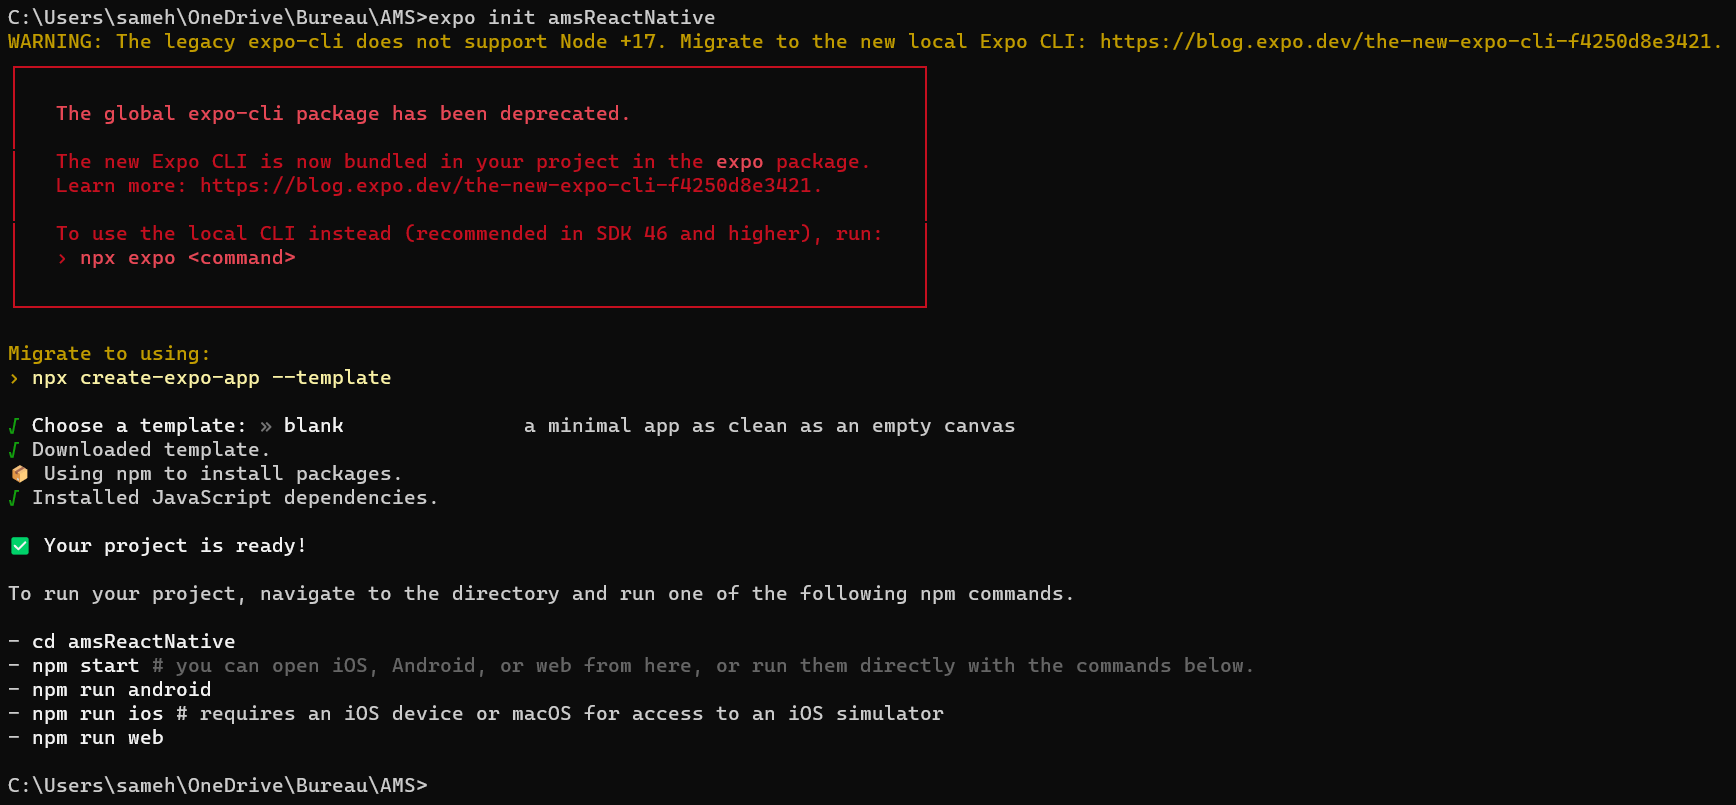 C:\Users\sameh\OneDrive\Bureau\AMS>expo init amsReactNative
WARNING: The legacy expo-cli does not support Node +17. Migrate to the new local Expo CLI: https://blog.expo.dev/the-new-expo-cli-f4250d8e3421.
The global expo-cli package has been deprecated.
The new Expo CLI is now bundled in your project in the expo package.
Learn more: https://blog.expo.dev/the-new-expo-cli-f4250d8e3421.
To use the local CLI instead (recommended in SDK 46 and higher), run:
› npx expo <command>
Migrate to using:
› npx create-expo-app --template
√ Choose a template: » blank               a minimal app as clean as an empty canvas
√ Downloaded template.
📦 Using npm to install packages.
√ Installed JavaScript dependencies.
✅ Your project is ready!
To run your project, navigate to the directory and run one of the following npm commands.
- cd amsReactNative
- npm start # you can open iOS, Android, or web from here, or run them directly with the commands below.
- npm run android
- npm run ios # requires an iOS device or macOS for access to an iOS simulator
- npm run web
C:\Users\sameh\OneDrive\Bureau\AMS>